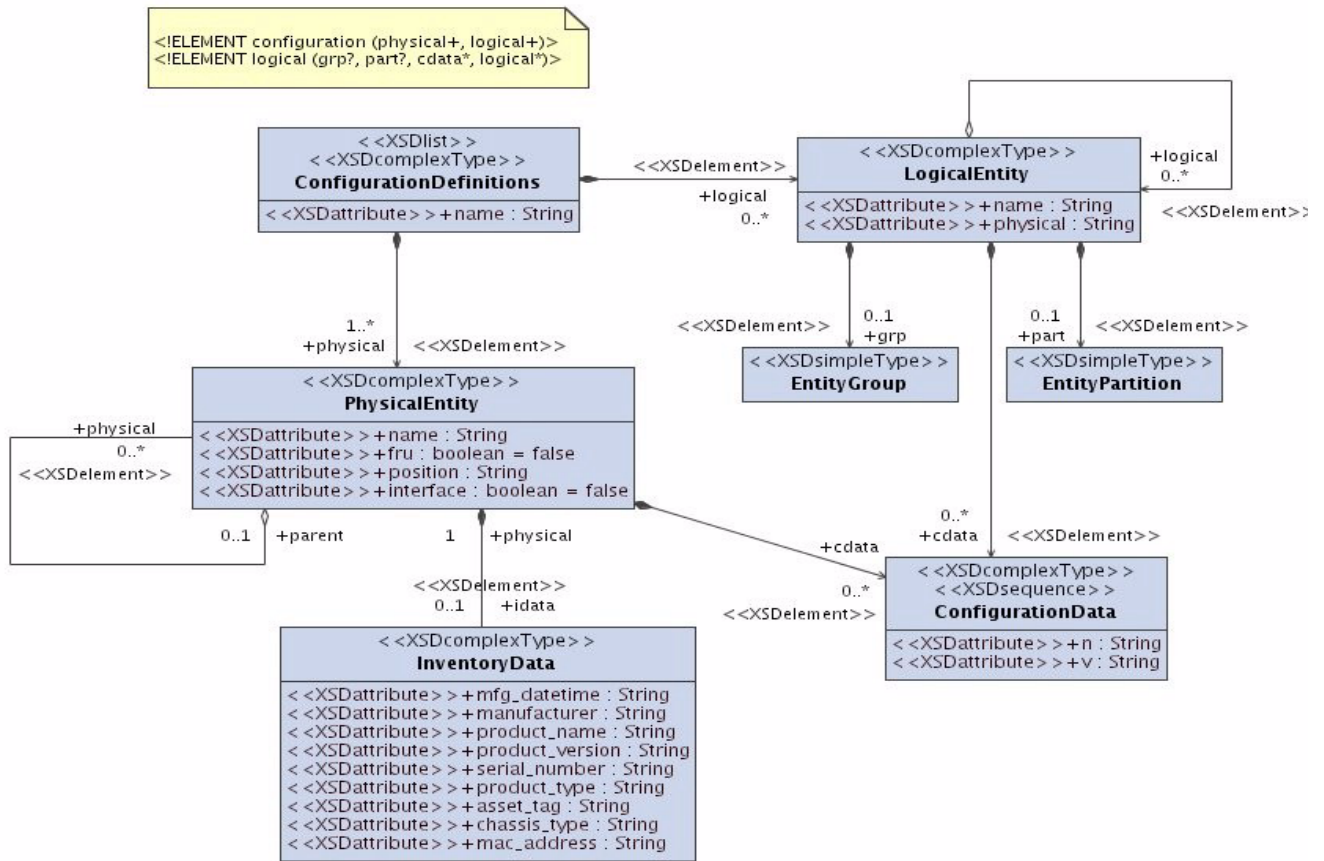 <!ELEMENT configuration (physical+, logical+)>
<!ELEMENT logical (grp?, part?, cdata*, logical*)>
<<XSDlist>>
<<XSDcomplexType>>
ConfigurationDefinitions
<<XSDattribute>>+name : String
<<XSDelement>>
+logical
0..*
<<XSDcomplexType>>
LogicalEntity
<<XSDattribute>>+name : String
<<XSDattribute>>+physical : String
+logical
0..*
<<XSDelement>>
1..*
+physical
<<XSDelement>>
<<XSDelement>>
0..1
+grp
0..1
+part
<<XSDelement>>
<<XSDsimpleType>>
EntityGroup
<<XSDsimpleType>>
EntityPartition
<<XSDcomplexType>>
PhysicalEntity
<<XSDattribute>>+name : String
<<XSDattribute>>+fru : boolean = false
<<XSDattribute>>+position : String
<<XSDattribute>>+interface : boolean = false
+physical
0..*
<<XSDelement>>
0..1
+parent
1
+physical
<<XSDelement>>
0..1
+idata
+cdata
0..*
<<XSDelement>>
0..*
+cdata
<<XSDelement>>
<<XSDcomplexType>>
<<XSDsequence>>
ConfigurationData
<<XSDattribute>>+n : String
<<XSDattribute>>+v : String
<<XSDcomplexType>>
InventoryData
<<XSDattribute>>+mfg_datetime : String
<<XSDattribute>>+manufacturer : String
<<XSDattribute>>+product_name : String
<<XSDattribute>>+product_version : String
<<XSDattribute>>+serial_number : String
<<XSDattribute>>+product_type : String
<<XSDattribute>>+asset_tag : String
<<XSDattribute>>+chassis_type : String
<<XSDattribute>>+mac_address : String